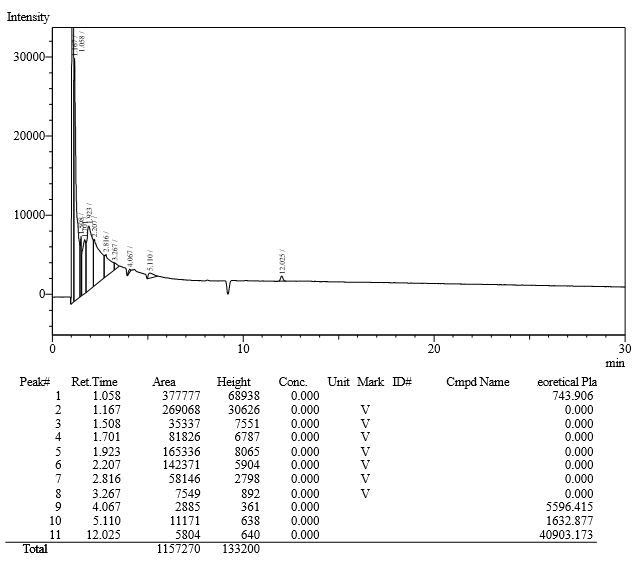 Intensity
30000
20000
10000
0
1.167 /
1.058 /
1.923 /
2.207 /
2.816 /
3.267 /
4.067 /
5.110 /
12.025 /
0 10 20 30
min
Peak# Ret.Time Area Height Conc. Unit Mark ID# Cmpd Name eoretical Pla
1 1.058 377777 68938 0.000 743.906
2 1.167 269068 30626 0.000 V 0.000
3 1.508 35337 7551 0.000 V 0.000
4 1.701 81826 6787 0.000 V 0.000
5 1.923 165336 8065 0.000 V 0.000
6 2.207 142371 5904 0.000 V 0.000
7 2.816 58146 2798 0.000 V 0.000
8 3.267 7549 892 0.000 V 0.000
9 4.067 2885 361 0.000 5596.415
10 5.110 11171 638 0.000 1632.877
11 12.025 5804 640 0.000 40903.173
Total 1157270 133200